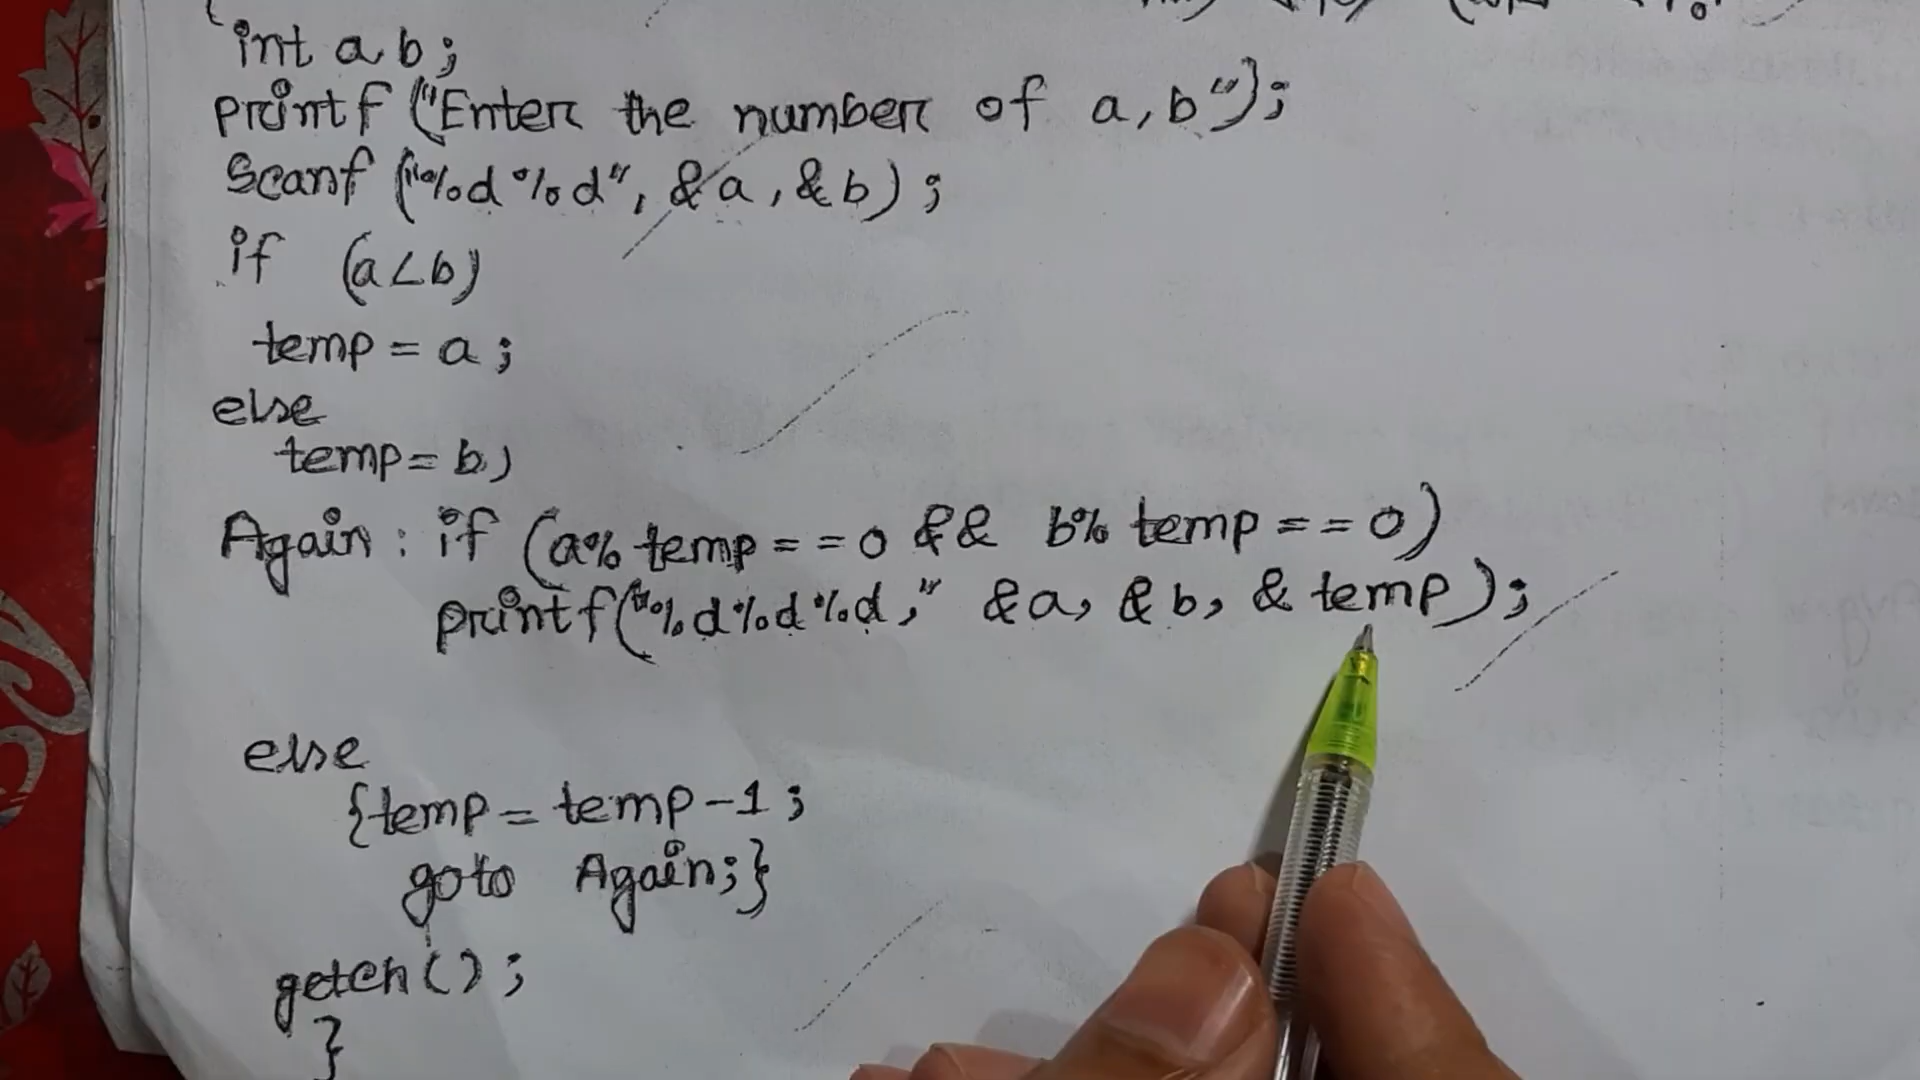 {
int a b;
printf ("Enter the number of a, b");
Scanf ("%d %d", &a, &b);
if (a<b)
temp = a;
else
temp = b;
Again: if (a% temp == 0 && b% temp == 0)
printf("%d%d%d," &a, &b, &temp);
else
{temp = temp-1;
goto Again;}
getch();
}